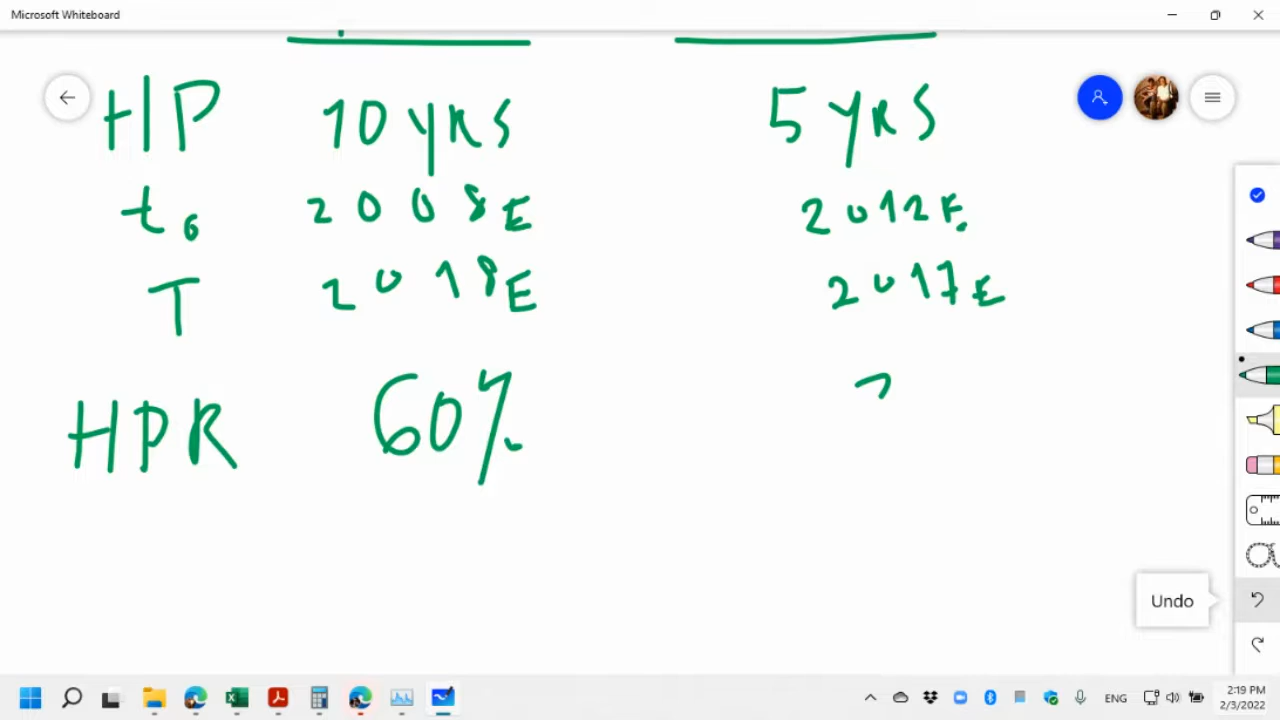 Microsoft Whiteboard
HP 10 yrs 5 yrs
t0 2008E 2012E
T 2018E 2017E
HPR 60%
Undo
ENG
2:19 PM
2/3/2022